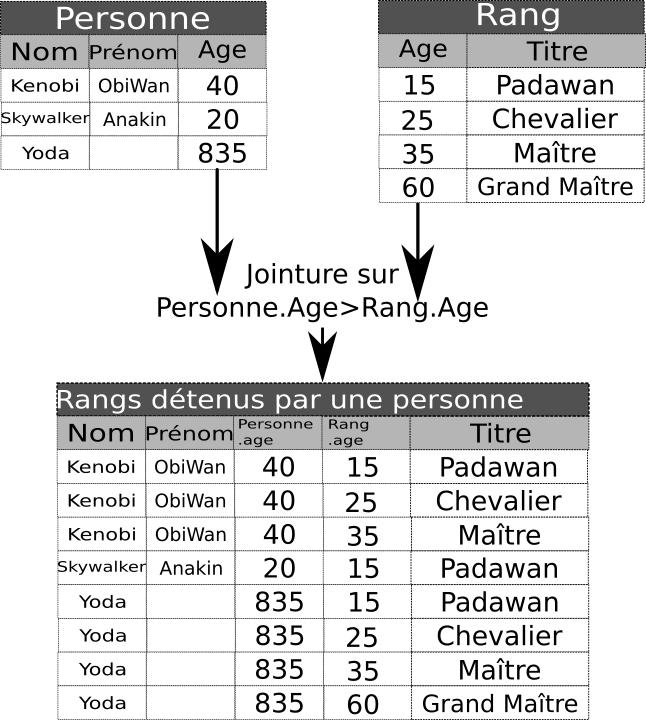 Personne
Nom Prénom Age
Kenobi ObiWan 40
Skywalker Anakin 20
Yoda 835
Rang
Age Titre
15 Padawan
25 Chevalier
35 Maître
60 Grand Maître
Jointure sur
Personne.Age>Rang.Age
Rangs détenus par une personne
Nom Prénom Personne .age Rang .age Titre
Kenobi ObiWan 40 15 Padawan
Kenobi ObiWan 40 25 Chevalier
Kenobi ObiWan 40 35 Maître
Skywalker Anakin 20 15 Padawan
Yoda 835 15 Padawan
Yoda 835 25 Chevalier
Yoda 835 35 Maître
Yoda 835 60 Grand Maître